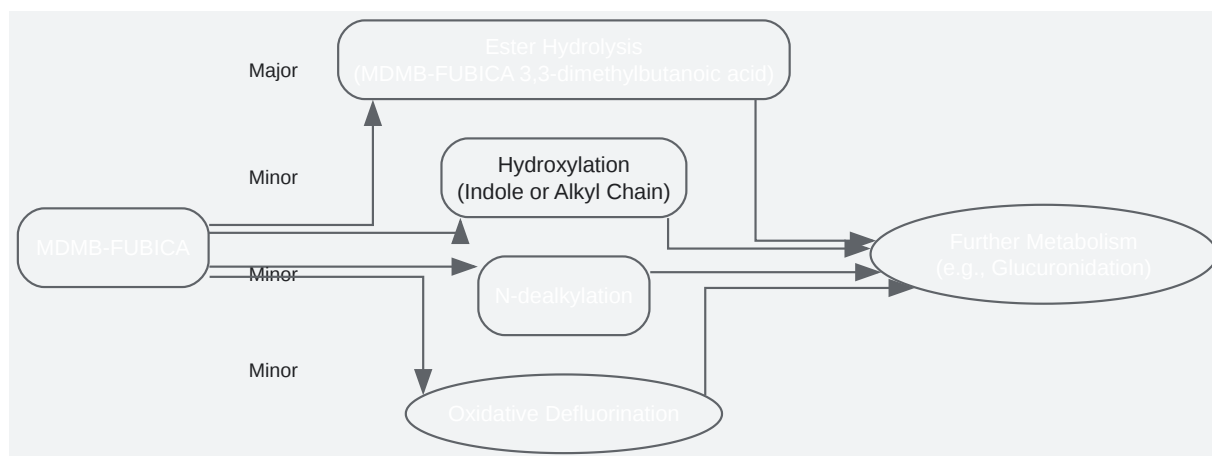 Ester Hydrolysis
(MDMB-FUBICA 3,3-dimethylbutanoic acid)
Major
Hydroxylation
(Indole or Alkyl Chain)
Minor
MDMB-FUBICA
Further Metabolism
(e.g., Glucuronidation)
Minor
N-dealkylation
Minor
Oxidative Defluorination